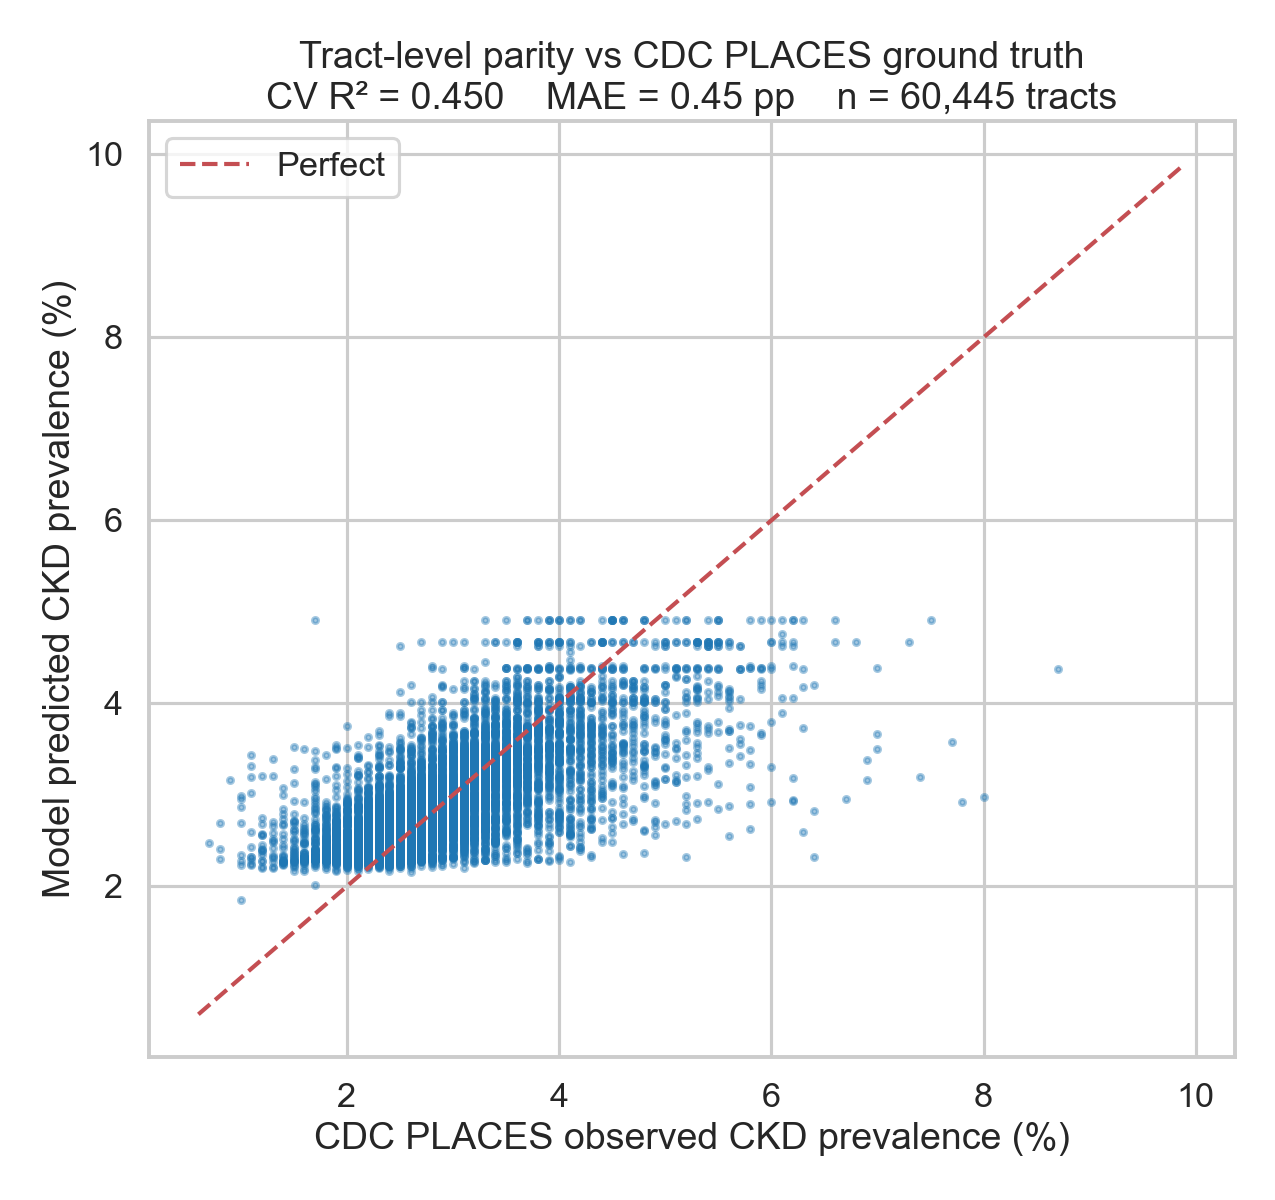 Tract-level parity vs CDC PLACES ground truth
CV R² = 0.450 MAE = 0.45 pp n = 60,445 tracts
Perfect
10
8
6
4
2
Model predicted CKD prevalence (%)
2 4 6 8 10
CDC PLACES observed CKD prevalence (%)